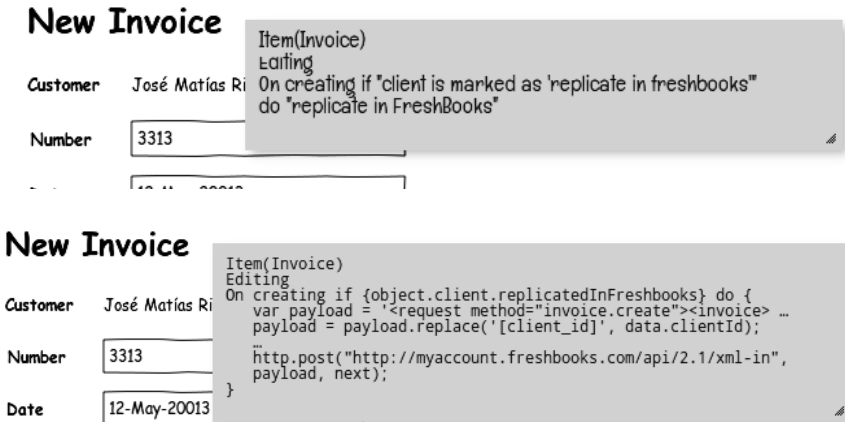 New Invoice
Item(Invoice)
Editing
Customer José Matías On creating if "client is marked as 'replicate in freshbooks'"
do "replicate in FreshBooks"
Number 3313
New Invoice
Item(Invoice)
Editing
Customer José Matías On creating if {object.client.replicatedInFreshbooks} do {
var payload = '<request method="invoice.create"><invoice> …
payload = payload.replace('[client_id]', data.clientId);
…
Number 3313 http.post("http://myaccount.freshbooks.com/api/2.1/xml-in",
payload, next);
}
Date 12-May-20013